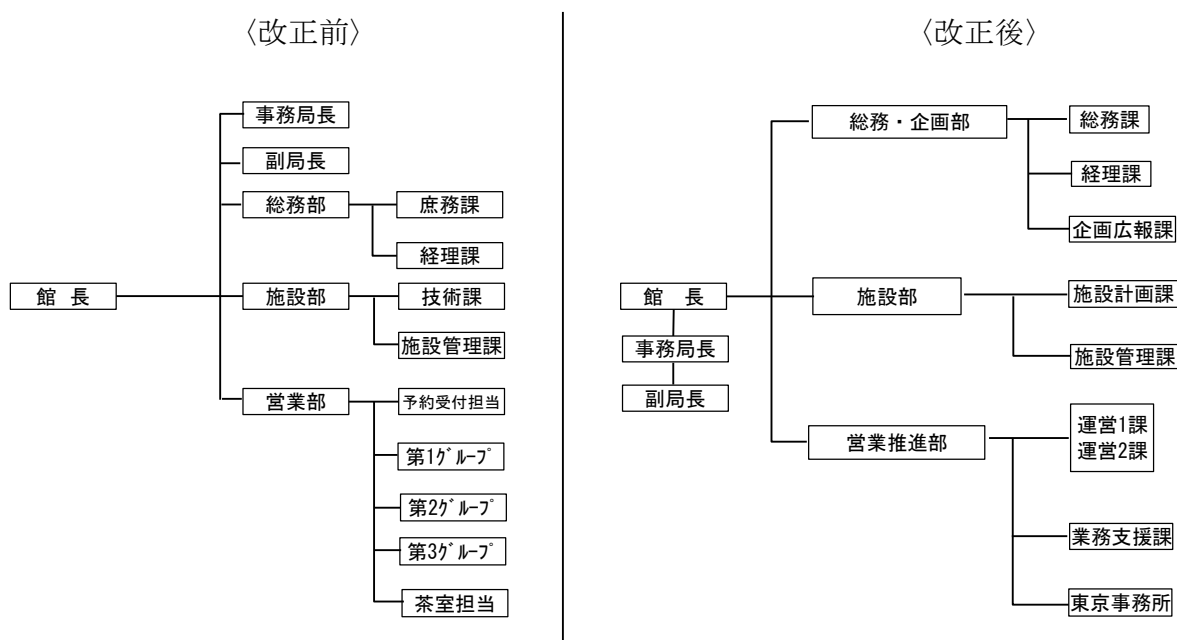 〈改正前〉
事務局長
副局長
総務部
庶務課
経理課
館 長
施設部
技術課
施設管理課
営業部
予約受付担当
第1ｸﾞﾙｰﾌﾟ
第2ｸﾞﾙｰﾌﾟ
第3ｸﾞﾙｰﾌﾟ
茶室担当
〈改正後〉
総務・企画部
総務課
経理課
企画広報課
館 長
事務局長
副局長
施設部
施設計画課
施設管理課
営業推進部
運営1課
運営2課
業務支援課
東京事務所